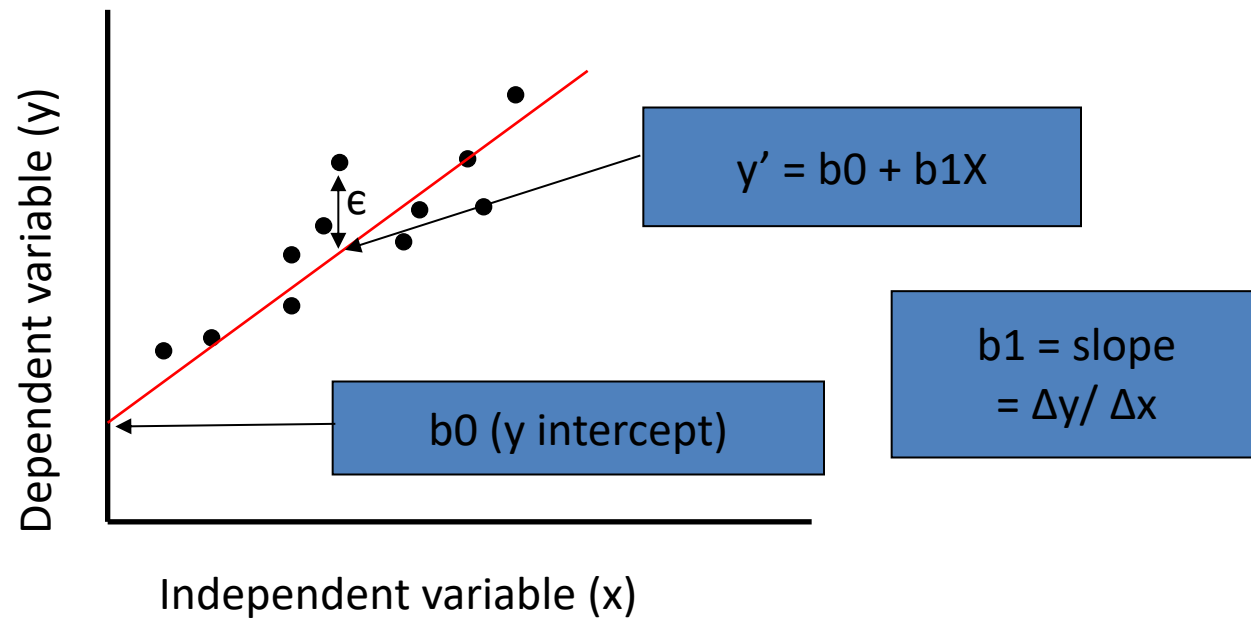 Dependent variable (y)
ϵ
y’ = b0 + b1X
b1 = slope
= Δy/ Δx
b0 (y intercept)
Independent variable (x)